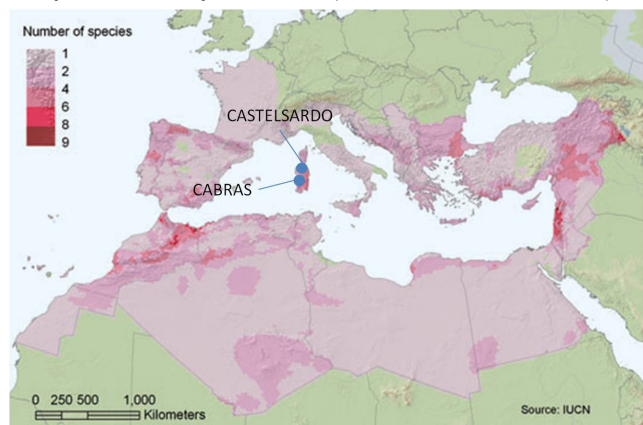 Number of species
1
2
4
6
8
9
CASTELSARDO
CABRAS
0 250 500 1,000
Kilometers
Source: IUCN